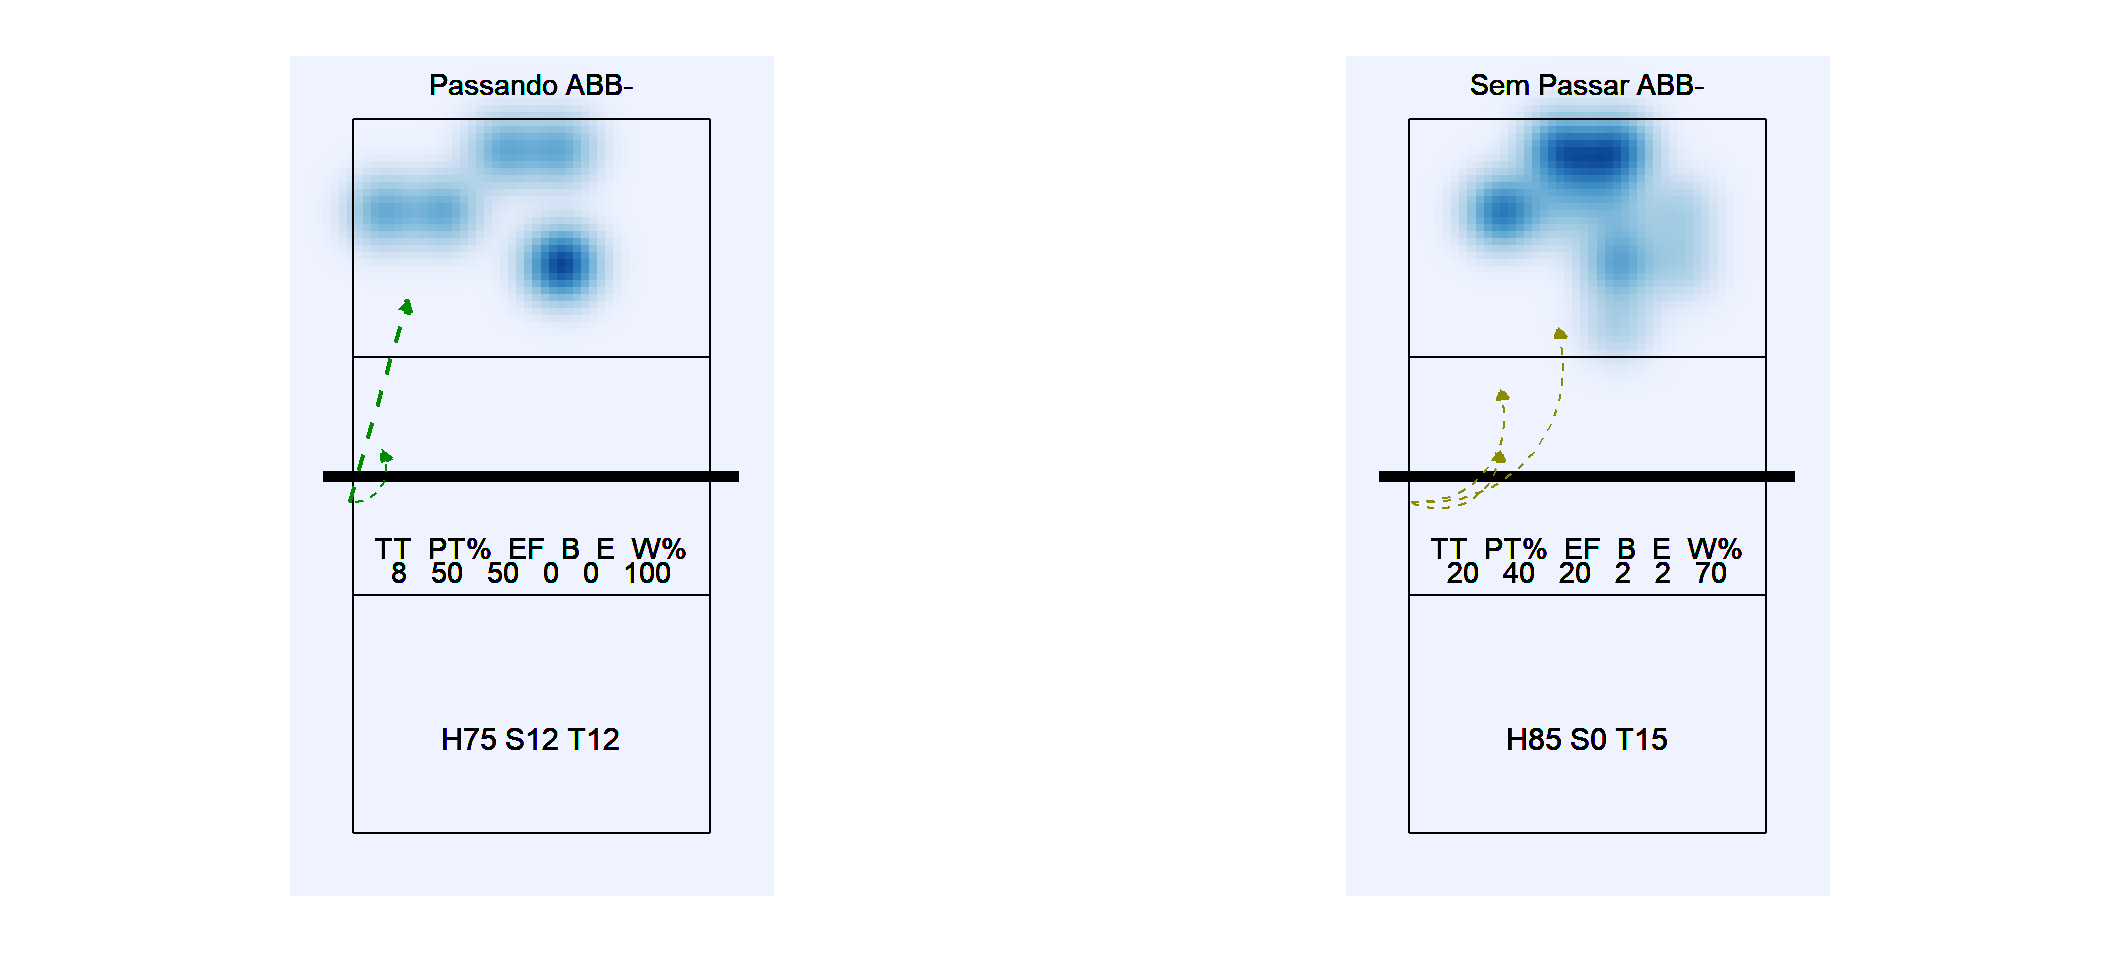 Passando ABB-
TT PT% EF B E W%
8 50 50 0 0 100
H75 S12 T12
Sem Passar ABB-
TT PT% EF B E W%
20 40 20 2 2 70
H85 S0 T15